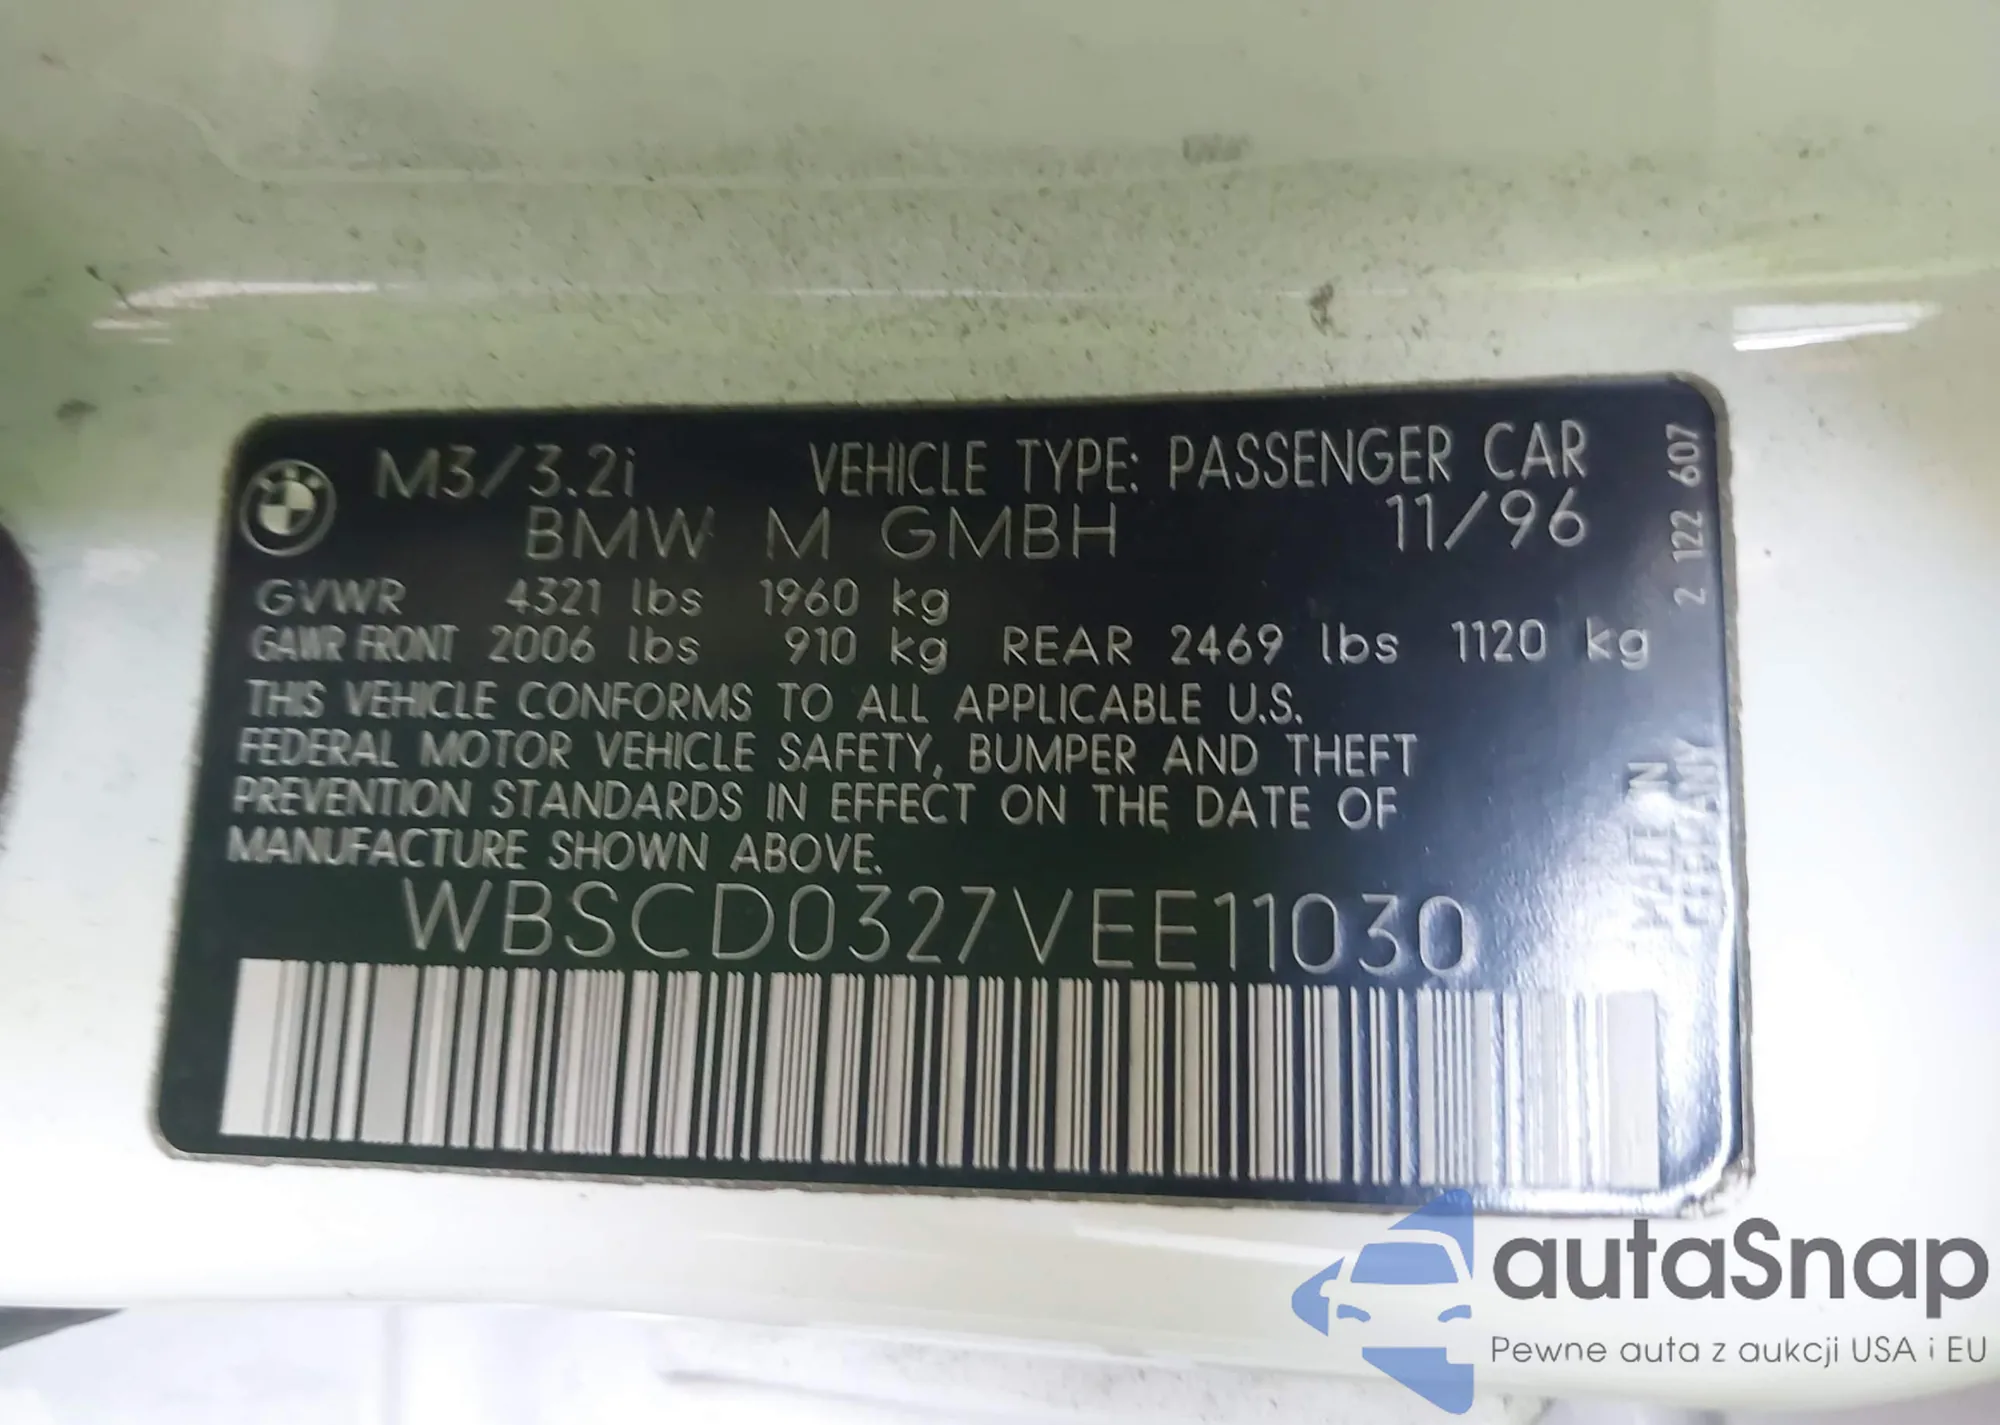 M3/3.2i VEHICLE TYPE: PASSENGER CAR
BMW M GMBH 11/96
GVWR 4321 lbs 1960 kg
GAWR FRONT 2006 lbs 910 kg REAR 2469 lbs 1120 kg
THIS VEHICLE CONFORMS TO ALL APPLICABLE U.S.
FEDERAL MOTOR VEHICLE SAFETY, BUMPER AND THEFT
PREVENTION STANDARDS IN EFFECT ON THE DATE OF
MANUFACTURE SHOWN ABOVE.
WBSCD0327VEE11030
2 122 607
MADE IN
GERMANY
autaSnap
Pewne auta z aukcji USA i EU